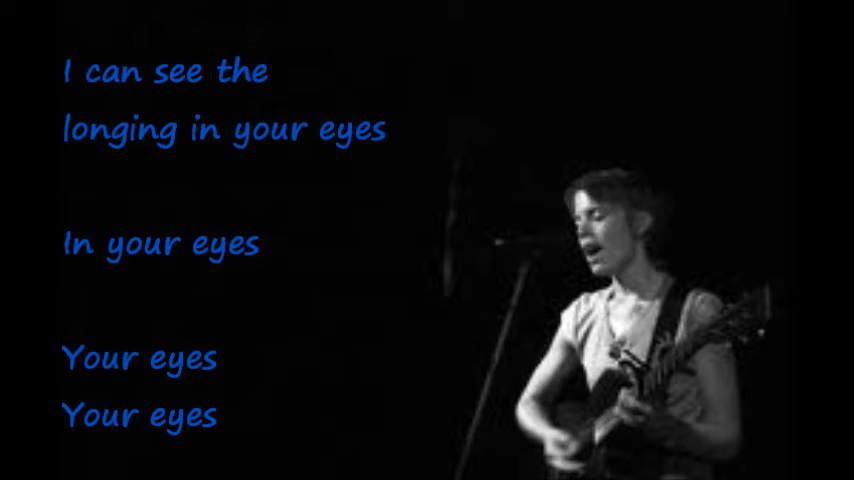 I can see the
longing in your eyes
In your eyes
Your eyes
Your eyes